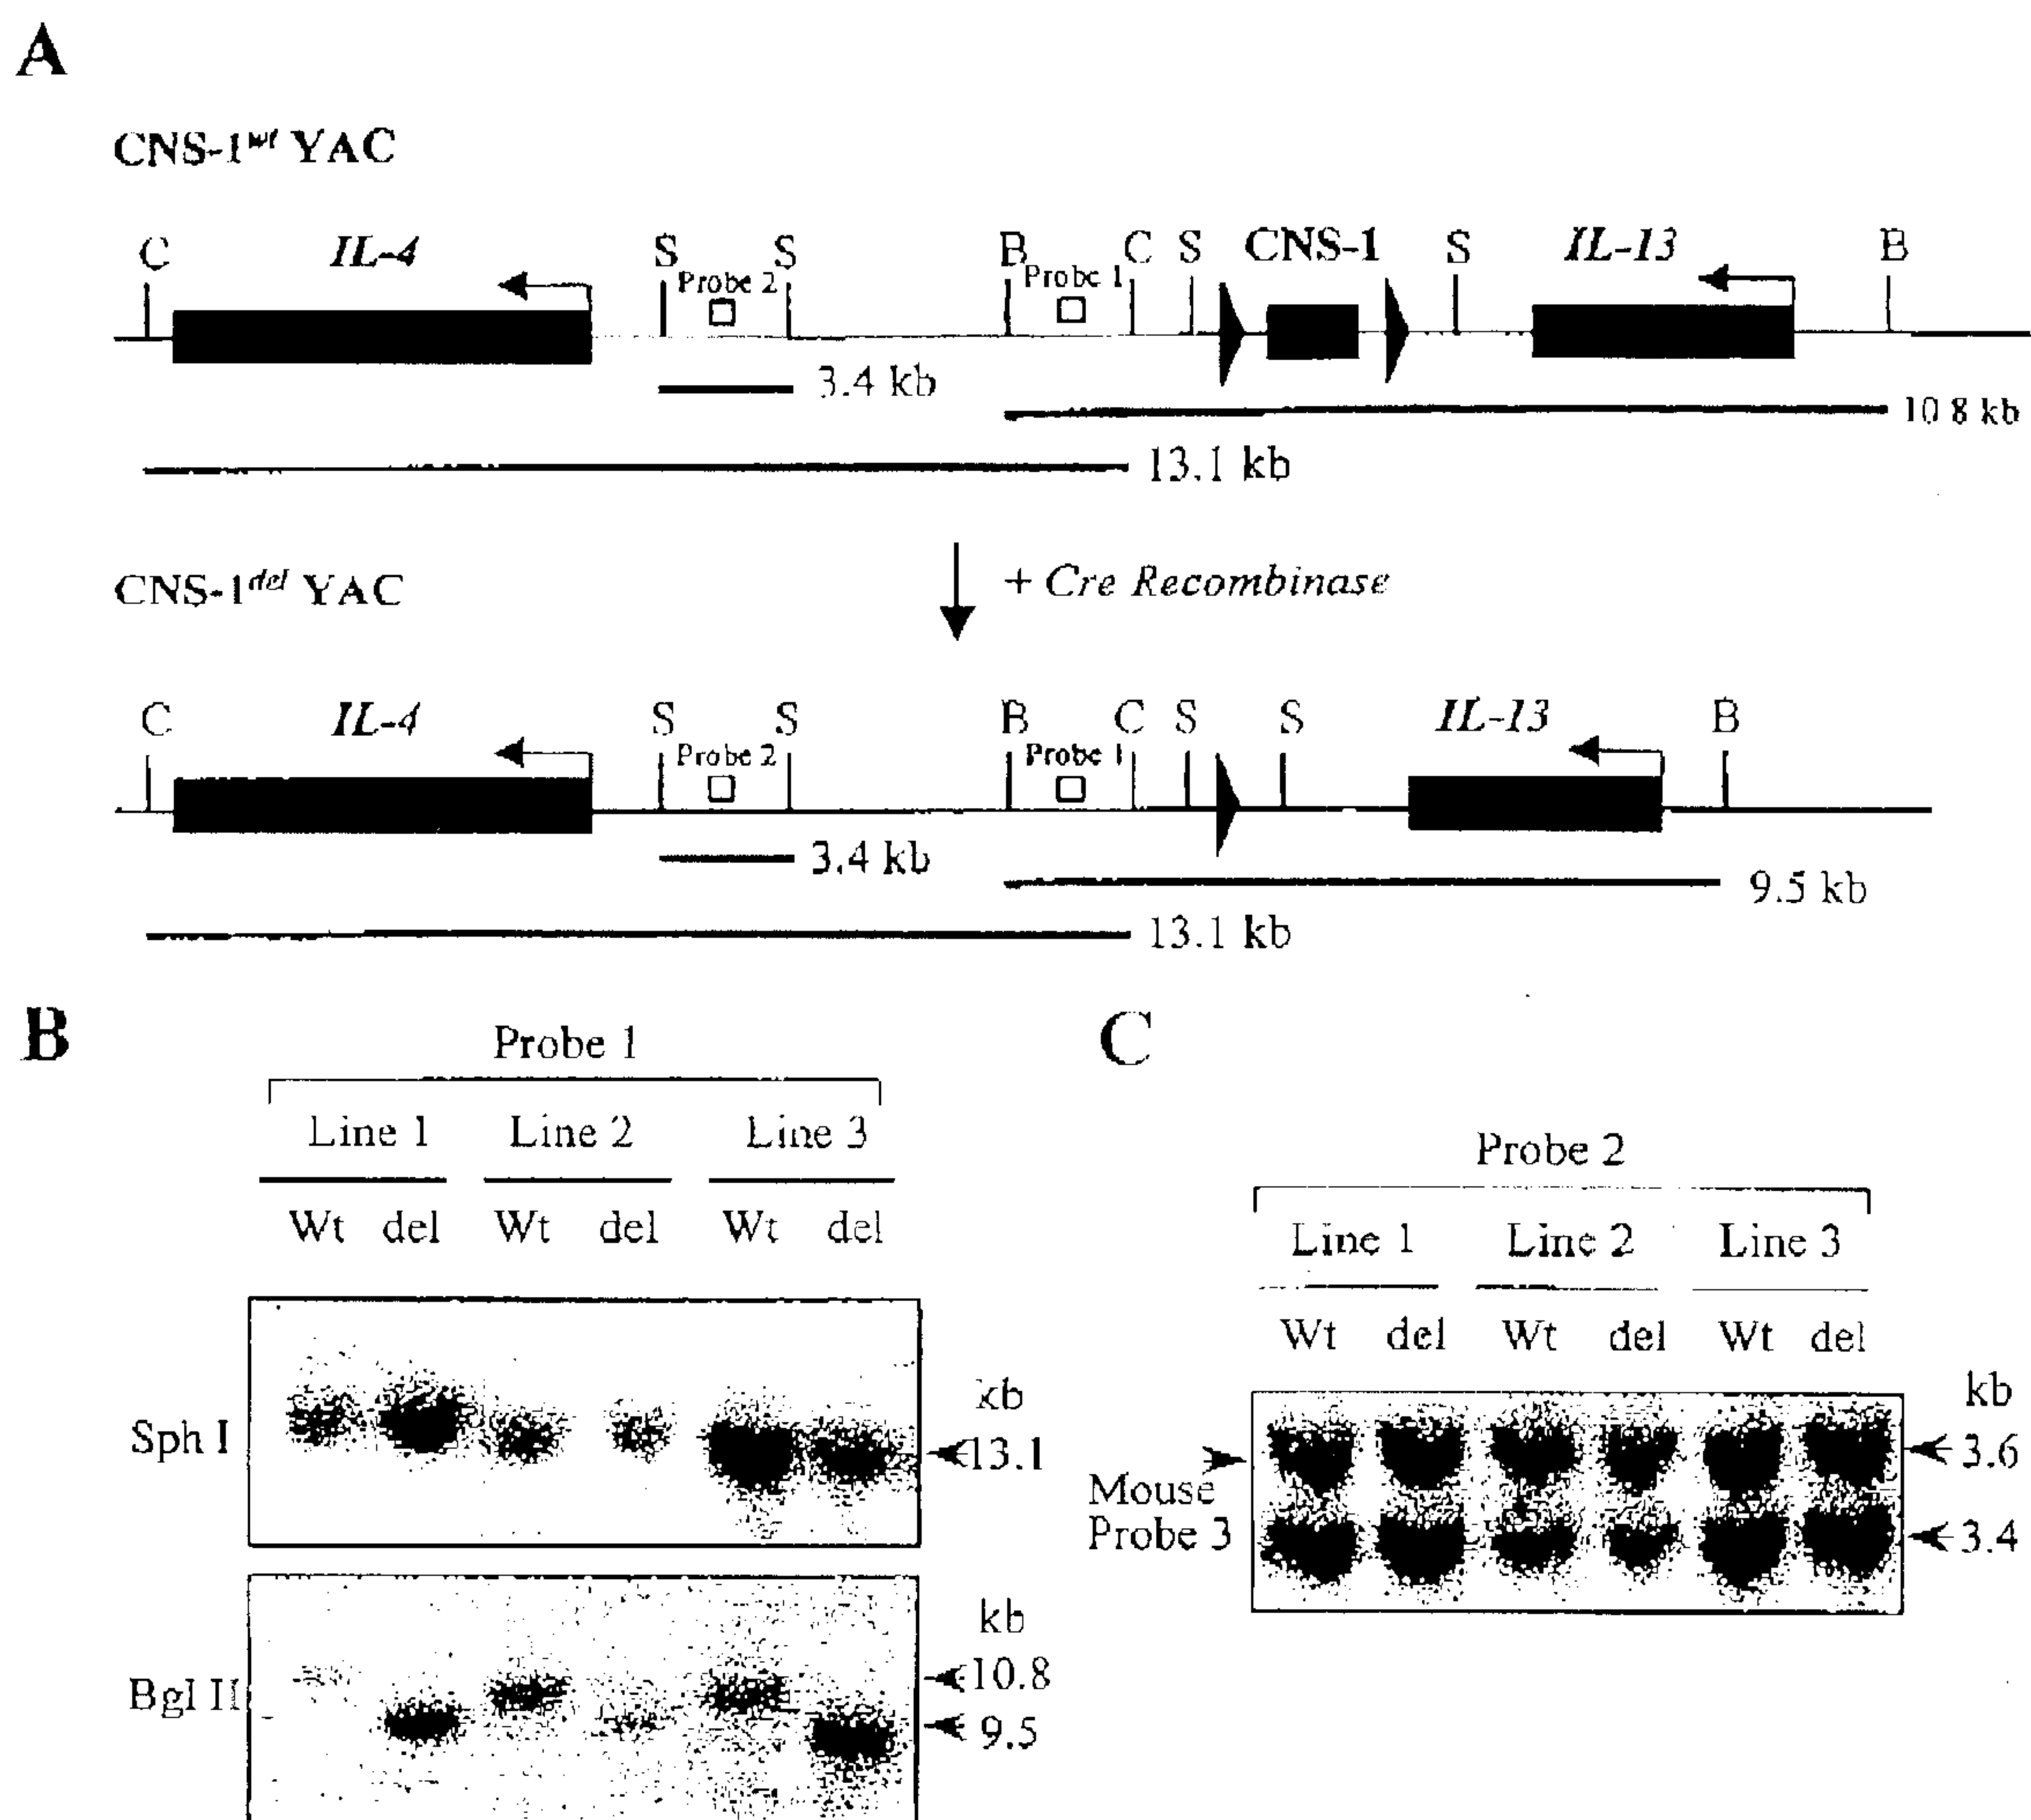 A
CNS-1wt YAC
C IL-4 S S B C S CNS-1 S IL-13 B
Probe 2 Probe 1
3.4 kb
10 8 kb
13.1 kb
CNS-1del YAC
+ Cre Recombinase
C IL-4 S S B C S S IL-13 B
Probe 2 Probe 1
3.4 kb
9.5 kb
13.1 kb
B
Probe 1
Line 1 Line 2 Line 3
Wt del Wt del Wt del
kb
Sph I 13.1
kb
10.8
Bgl II
9.5
C
Probe 2
Line 1 Line 2 Line 3
Wt del Wt del Wt del
kb
3.6
Mouse
Probe 3 3.4